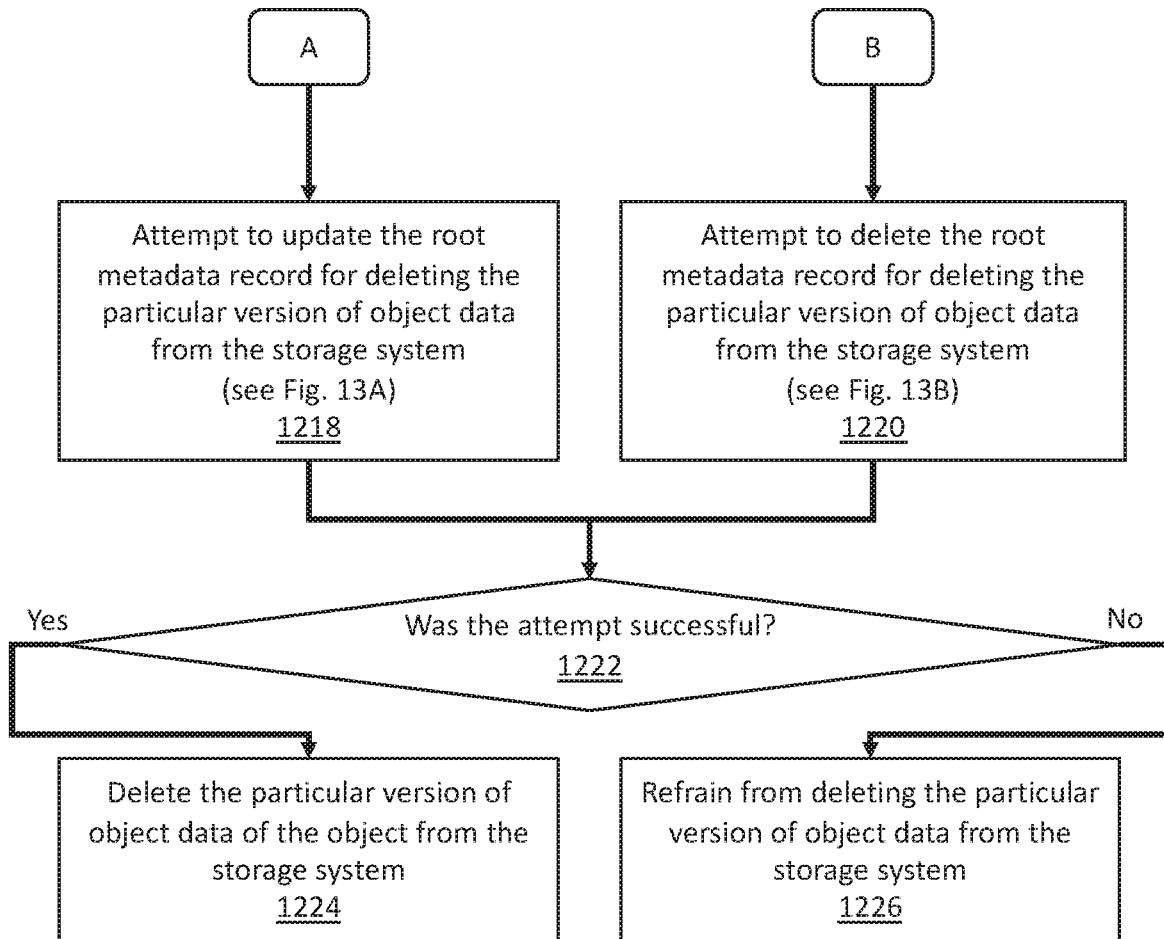 A
B
Attempt to update the root
metadata record for deleting the
particular version of object data
from the storage system
(see Fig. 13A)
1218
Attempt to delete the root
metadata record for deleting the
particular version of object data
from the storage system
(see Fig. 13B)
1220
Yes
Was the attempt successful?
1222
No
Delete the particular version of
object data of the object from the
storage system
1224
Refrain from deleting the particular
version of object data from the
storage system
1226